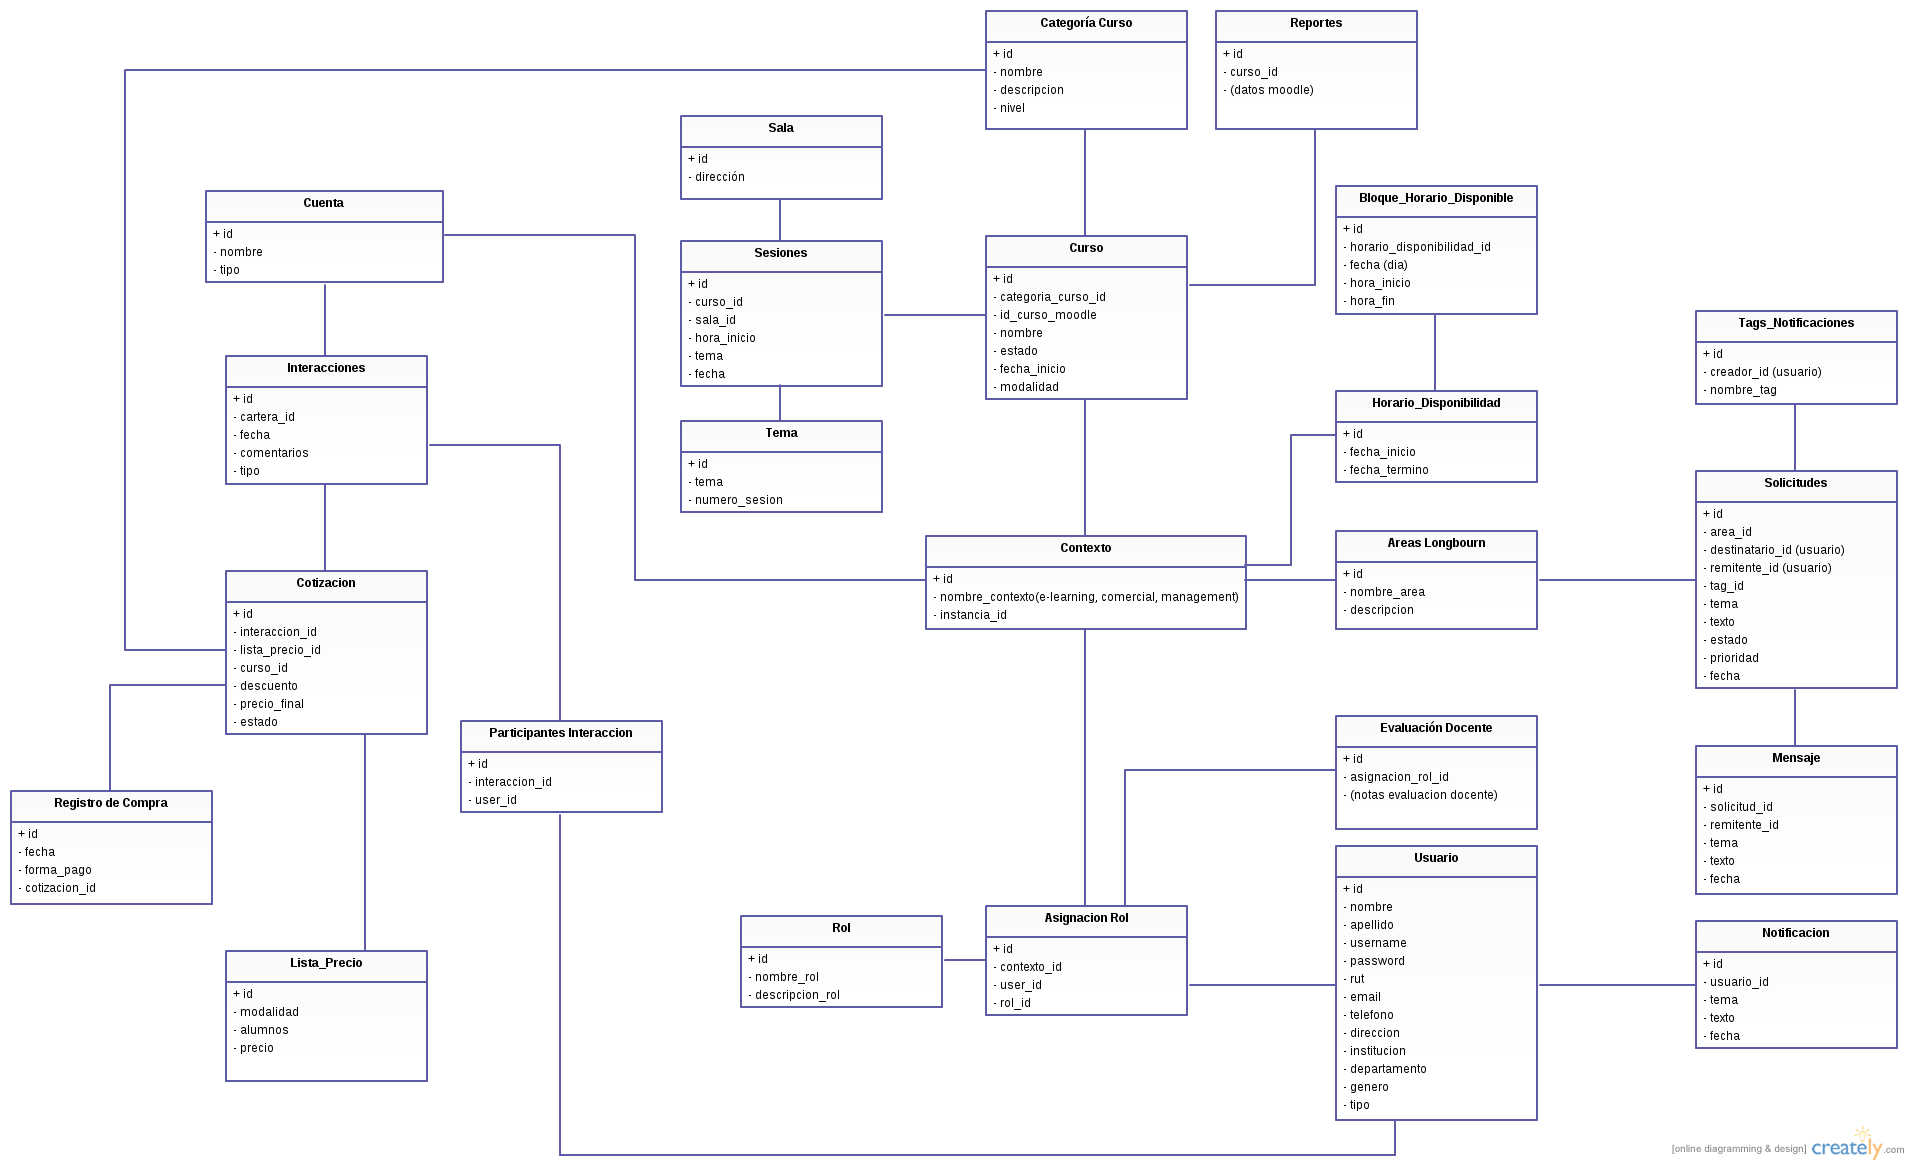 Categoría Curso
+ id
- nombre
- descripcion
- nivel
Reportes
+ id
- curso_id
- (datos moodle)
Sala
+ id
- dirección
Cuenta
+ id
- nombre
- tipo
Bloque_Horario_Disponible
+ id
- horario_disponibilidad_id
- fecha (dia)
- hora_inicio
- hora_fin
Sesiones
+ id
- curso_id
- sala_id
- hora_inicio
- tema
- fecha
Curso
+ id
- categoria_curso_id
- id_curso_moodle
- nombre
- estado
- fecha_inicio
- modalidad
Tags_Notificaciones
+ id
- creador_id (usuario)
- nombre_tag
Interacciones
+ id
- cartera_id
- fecha
- comentarios
- tipo
Horario_Disponibilidad
+ id
- fecha_inicio
- fecha_termino
Tema
+ id
- tema
- numero_sesion
Solicitudes
+ id
- area_id
- destinatario_id (usuario)
- remitente_id (usuario)
- tag_id
- tema
- texto
- estado
- prioridad
- fecha
Contexto
+ id
- nombre_contexto(e-learning, comercial, management)
- instancia_id
Areas Longbourn
+ id
- nombre_area
- descripcion
Cotizacion
+ id
- interaccion_id
- lista_precio_id
- curso_id
- descuento
- precio_final
- estado
Participantes Interaccion
+ id
- interaccion_id
- user_id
Evaluación Docente
+ id
- asignacion_rol_id
- (notas evaluacion docente)
Mensaje
+ id
- solicitud_id
- remitente_id
- tema
- texto
- fecha
Registro de Compra
+ id
- fecha
- forma_pago
- cotizacion_id
Usuario
+ id
- nombre
- apellido
- username
- password
- rut
- email
- telefono
- direccion
- institucion
- departamento
- genero
- tipo
Rol
+ id
- nombre_rol
- descripcion_rol
Asignacion Rol
+ id
- contexto_id
- user_id
- rol_id
Notificacion
+ id
- usuario_id
- tema
- texto
- fecha
Lista_Precio
+ id
- modalidad
- alumnos
- precio
[online diagramming & design] creately.com